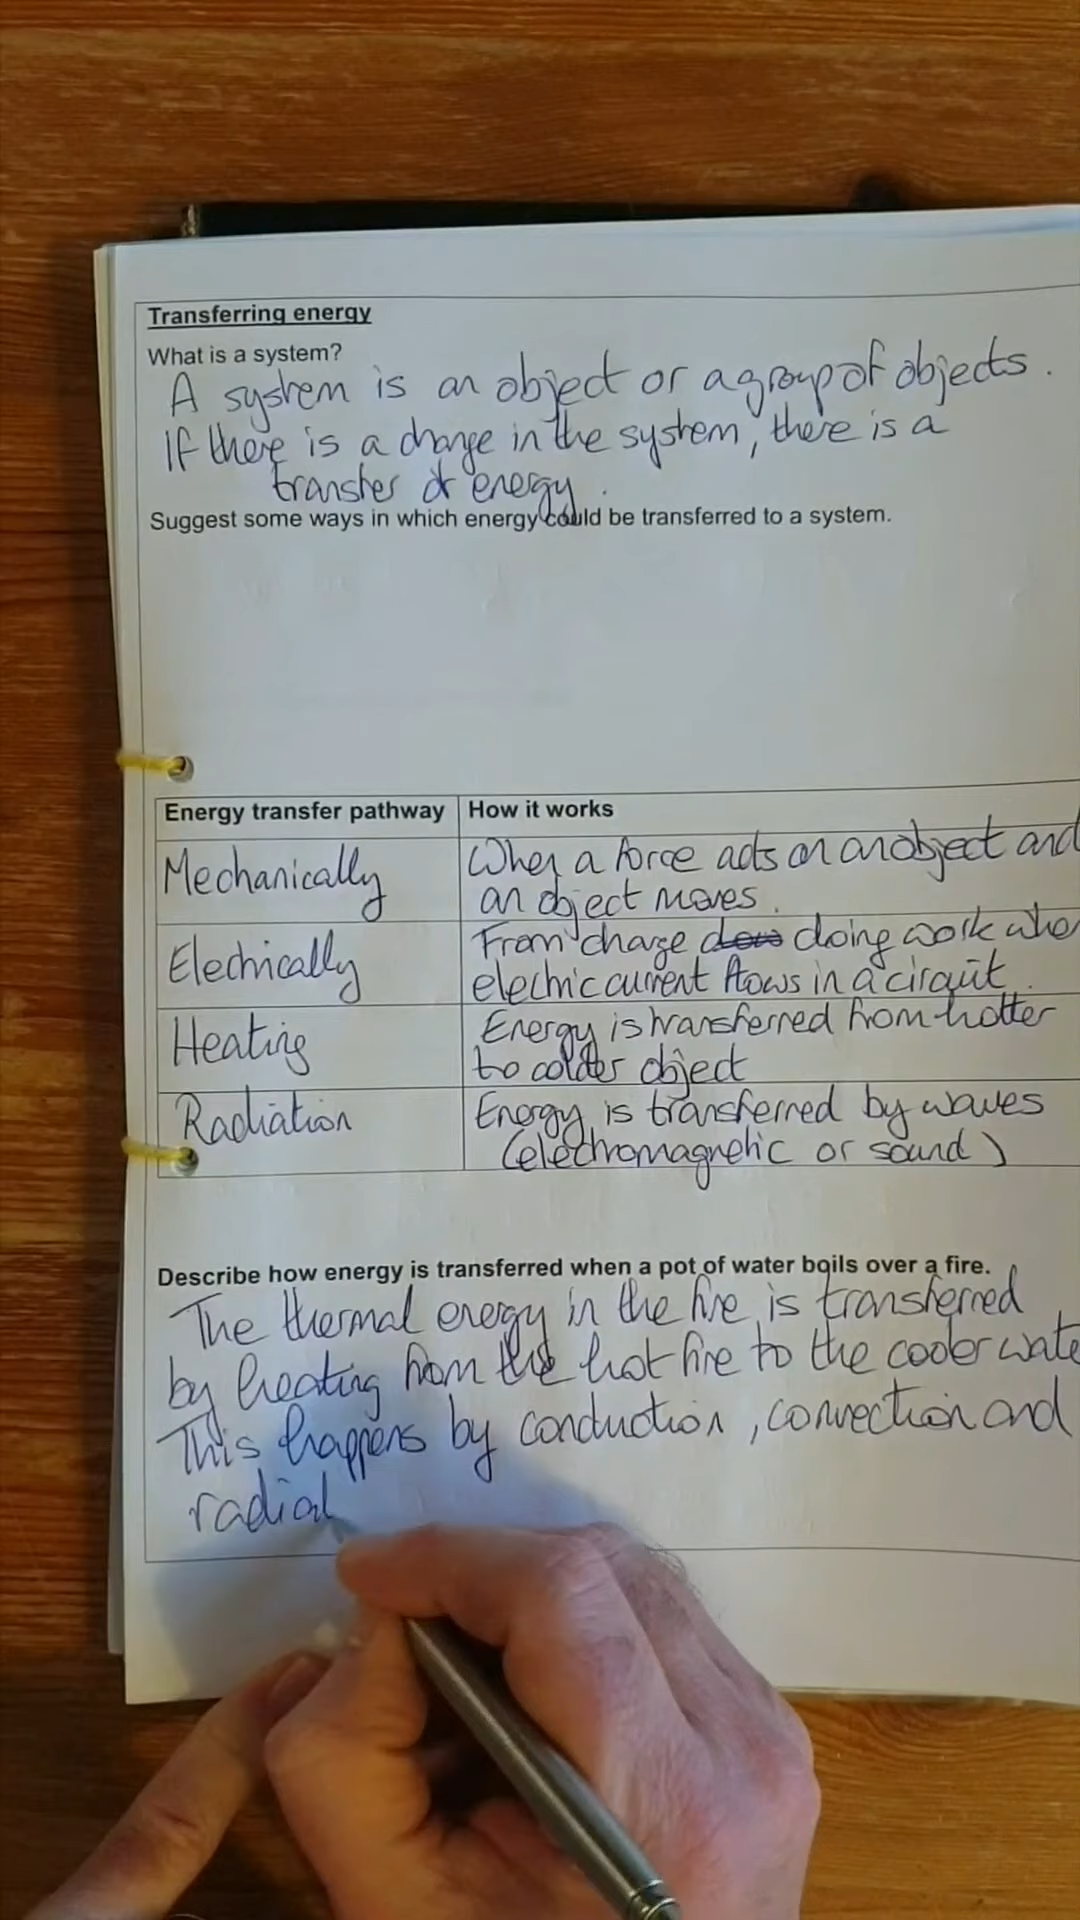 Transferring energy
What is a system?
A system is an object or a group of objects.
If there is a change in the system, there is a
transfer of energy.
Suggest some ways in which energy could be transferred to a system.
Energy transfer pathway How it works
Mechanically When a force acts on an object and
an object moves.
Electrically From charge doing work whe
electric current flows in a circuit.
Heating Energy is transferred from hotter
to colder object
Radiation Energy is transferred by waves
(electromagnetic or sound)
Describe how energy is transferred when a pot of water boils over a fire.
The thermal energy in the fire is transferred
by heating from the hot fire to the cooler wate
This happens by conduction, convection and
radiat